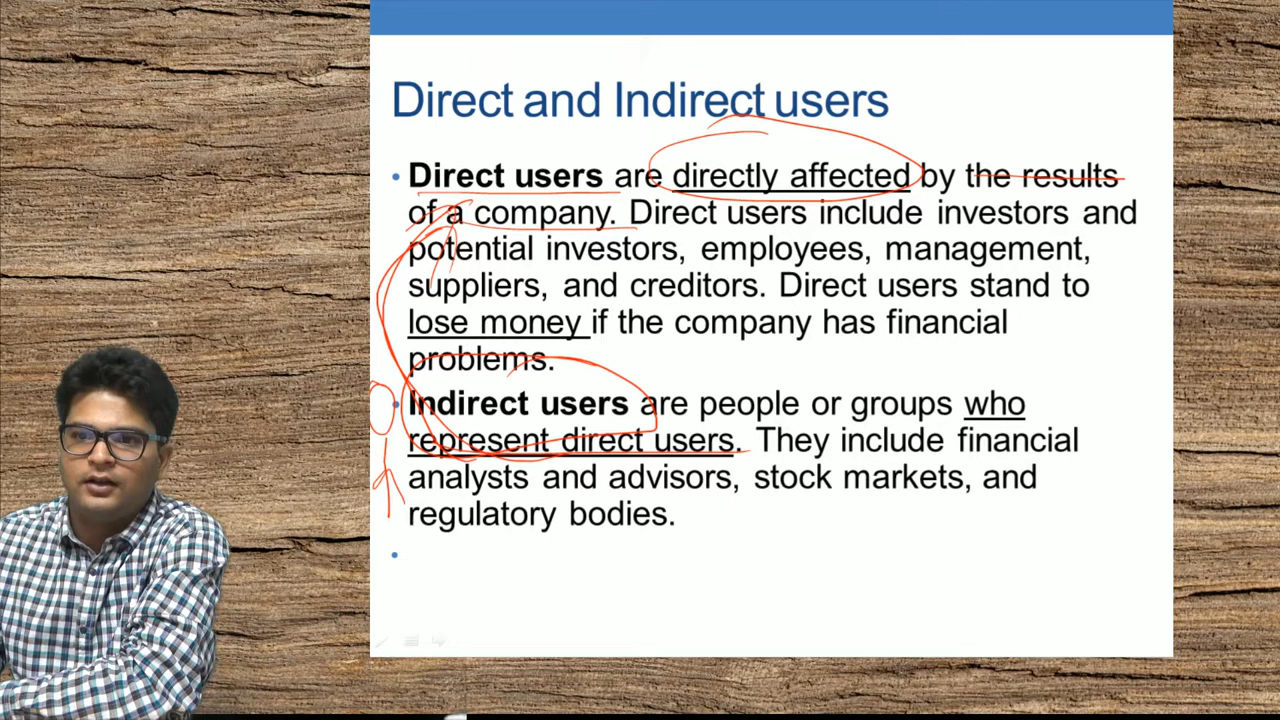 Direct and Indirect users
• Direct users are directly affected by the results
of a company. Direct users include investors and
potential investors, employees, management,
suppliers, and creditors. Direct users stand to
lose money if the company has financial
problems.
• Indirect users are people or groups who
represent direct users. They include financial
analysts and advisors, stock markets, and
regulatory bodies.
•